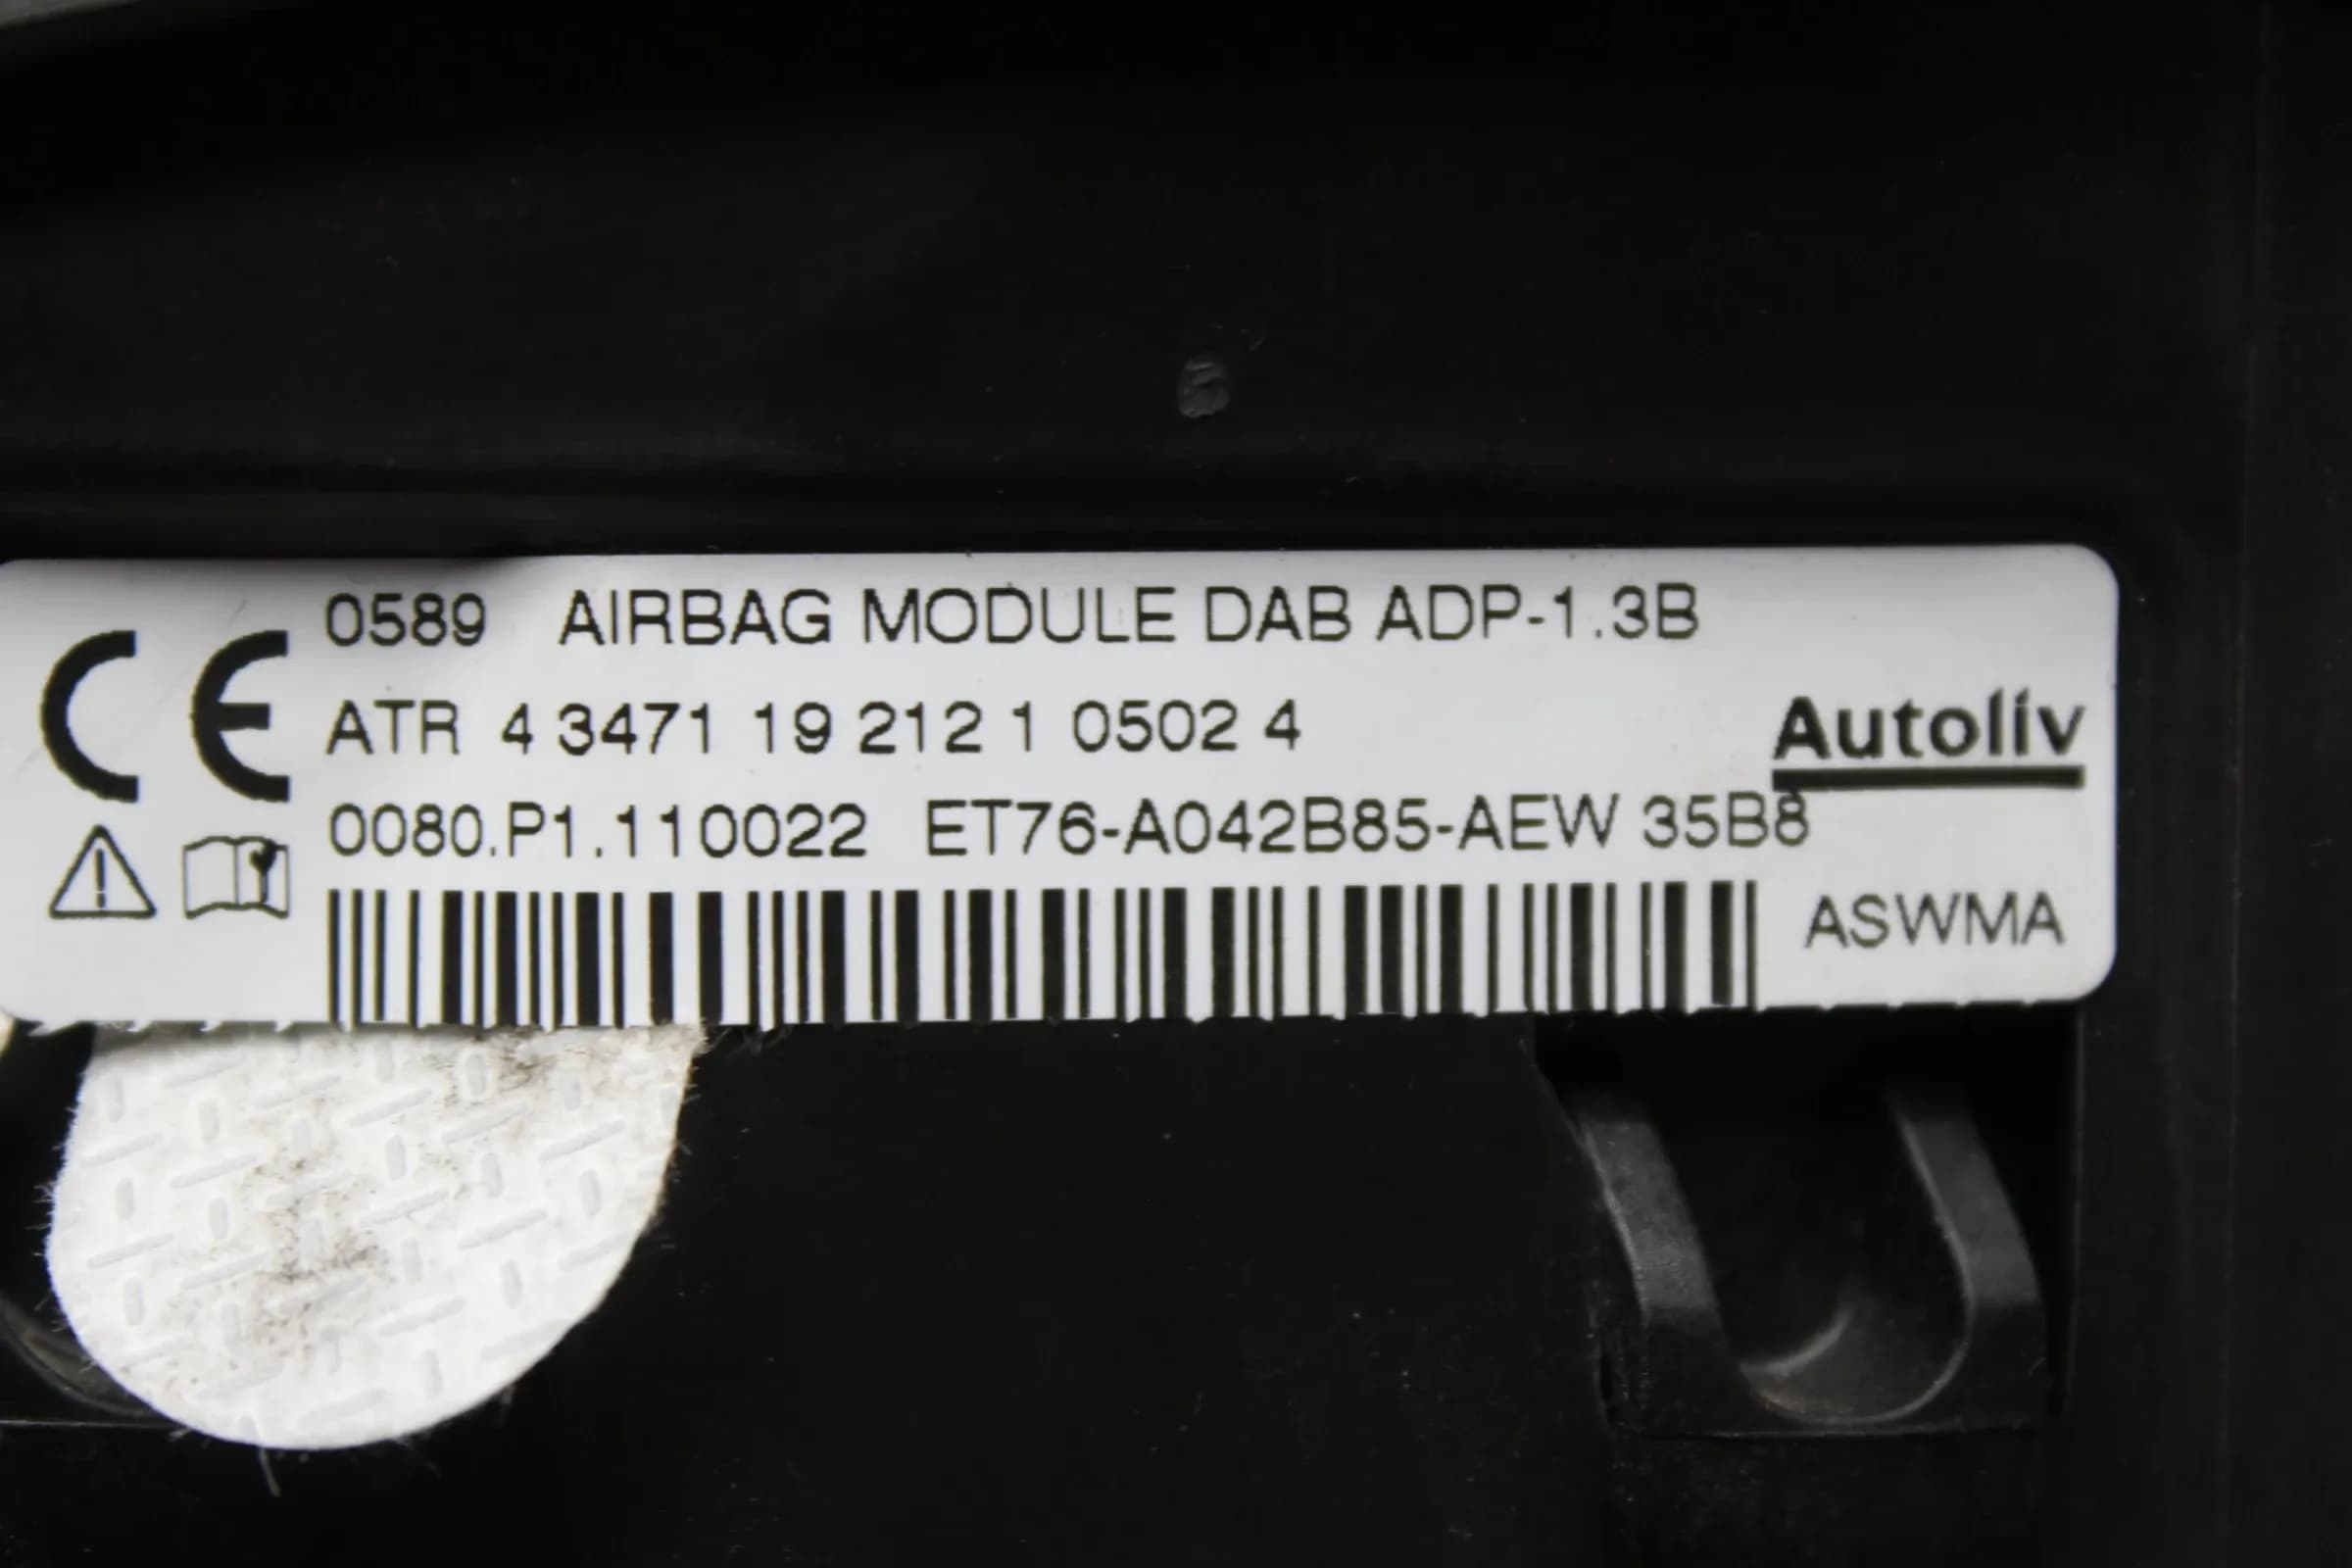 CE 0589 AIRBAG MODULE DAB ADP-1.3B
ATR 4 3471 19 212 1 0502 4
Autoliv
0080.P1.110022 ET76-A042B85-AEW 35B8
ASWMA